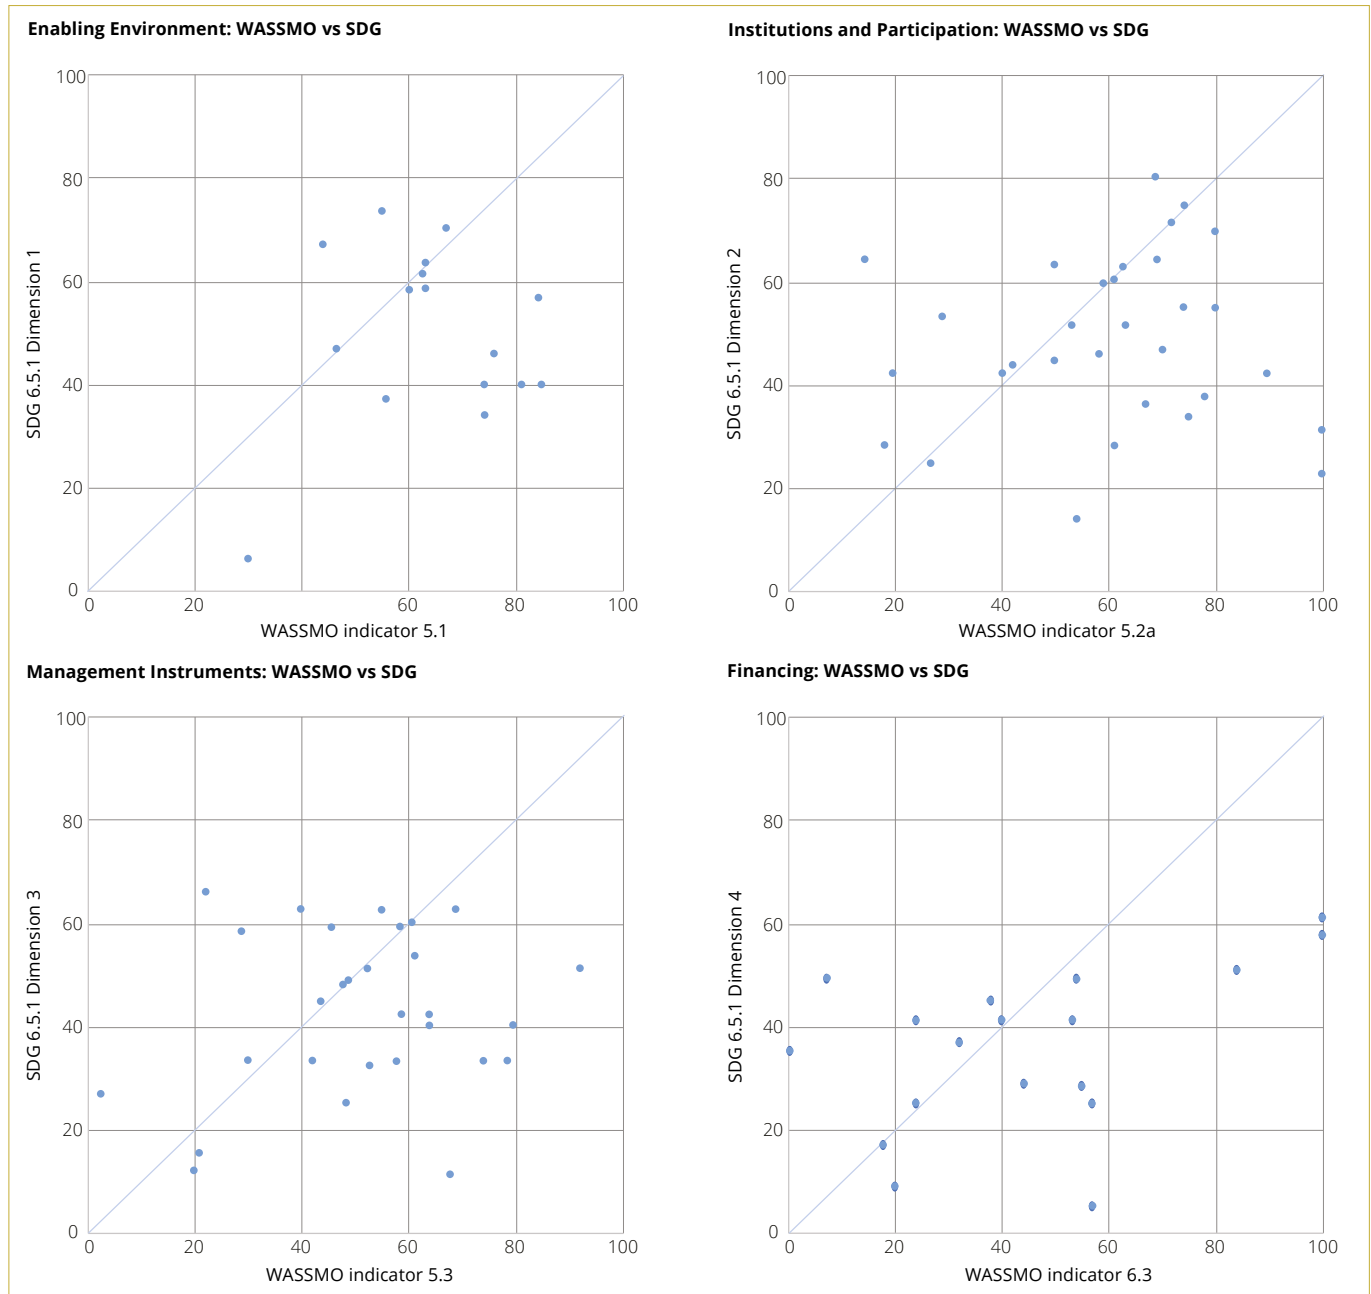 Enabling Environment: WASSMO vs SDG
100
80
60
40
20
0
SDG 6.5.1 Dimension 1
0 20 60 80 100
WASSMO indicator 5.1
Institutions and Participation: WASSMO vs SDG
100
80
60
40
20
0
SDG 6.5.1 Dimension 2
0 20 40 60 80 100
WASSMO indicator 5.2a
Management Instruments: WASSMO vs SDG
100
80
60
40
20
0
SDG 6.5.1 Dimension 3
0 20 40 60 80 100
WASSMO indicator 5.3
Financing: WASSMO vs SDG
100
80
60
40
20
0
SDG 6.5.1 Dimension 4
0 20 40 60 80 100
WASSMO indicator 6.3